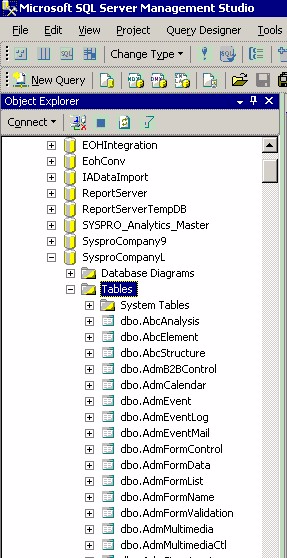 Microsoft SQL Server Management Studio
File Edit View Project Query Designer Tools
Change Type
New Query
Object Explorer
Connect
EOHIntegration
EohConv
IADataImport
ReportServer
ReportServerTempDB
SYSPRO_Analytics_Master
SysproCompany9
SysproCompanyL
Database Diagrams
Tables
System Tables
dbo.AbcAnalysis
dbo.AbcElement
dbo.AbcStructure
dbo.AdmB2BControl
dbo.AdmCalendar
dbo.AdmEvent
dbo.AdmEventLog
dbo.AdmEventMail
dbo.AdmFormControl
dbo.AdmFormData
dbo.AdmFormList
dbo.AdmFormName
dbo.AdmFormValidation
dbo.AdmMultimedia
dbo.AdmMultimediaCtl